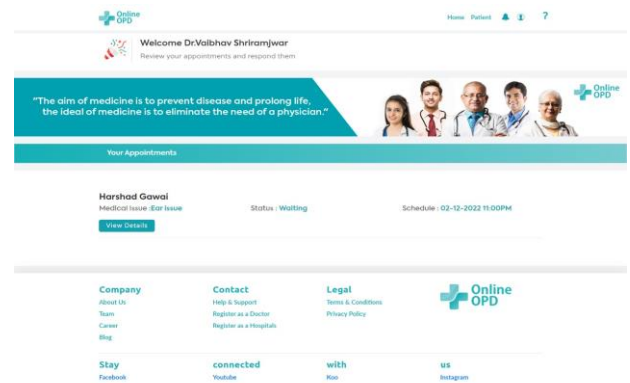 Online
OPD
Home Patient ?
Welcome Dr.Vaibhav Shriramjwar
Review your appointments and respond them
"The aim of medicine is to prevent disease and prolong life,
the ideal of medicine is to eliminate the need of a physician."
Online
OPD
Your Appointments
Harshad Gawai
Medical Issue :Ear issue Status : Waiting Schedule : 02-12-2022 11:00PM
View Details
Company Contact Legal
Online
OPD
About Us Help & Support Terms & Conditions
Team Register as a Doctor Privacy Policy
Career Register as a Hospitals
Blog
Stay connected with us
Facebook Youtube Koo Instagram